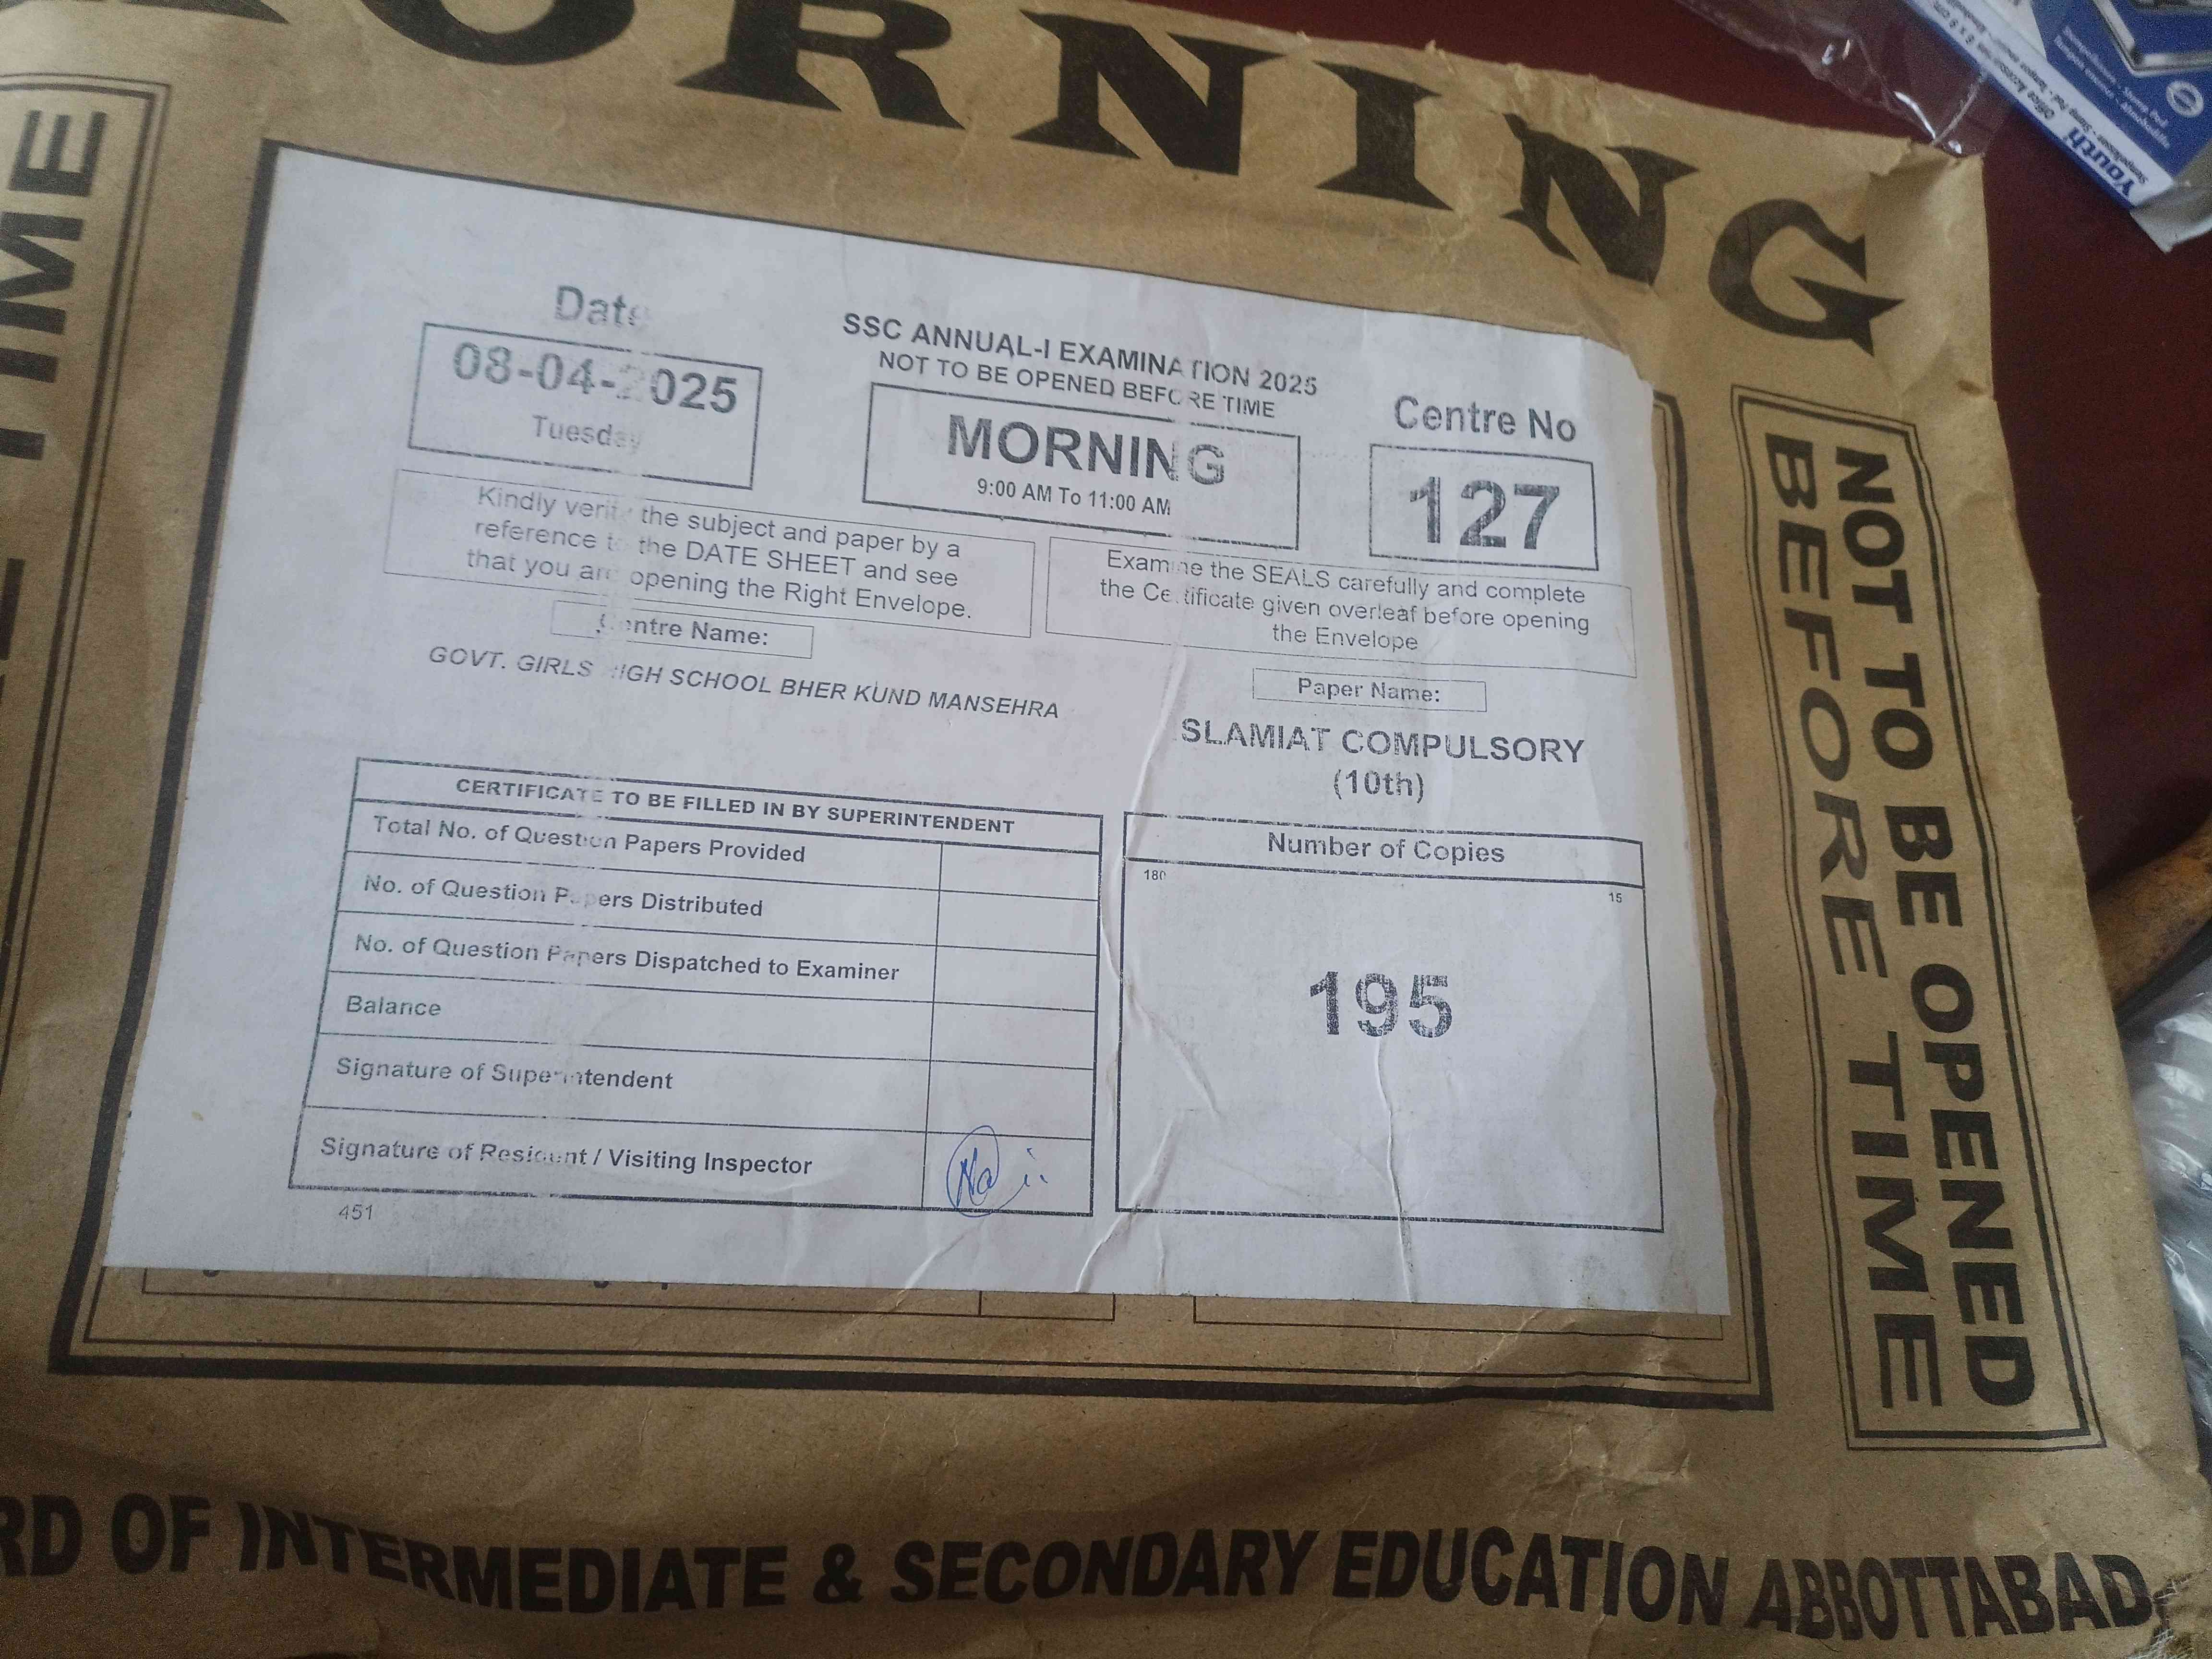 ORNING
TIME
Date
08-04-2025
Tuesday
SSC ANNUAL-I EXAMINATION 2025
NOT TO BE OPENED BEFORE TIME
MORNING
9:00 AM To 11:00 AM
Centre No
127
Kindly verify the subject and paper by a
reference to the DATE SHEET and see
that you are opening the Right Envelope.
Examine the SEALS carefully and complete
the Certificate given overleaf before opening
the Envelope
Centre Name:
GOVT. GIRLS HIGH SCHOOL BHER KUND MANSEHRA
Paper Name:
SLAMIAT COMPULSORY
(10th)
CERTIFICATE TO BE FILLED IN BY SUPERINTENDENT
Total No. of Question Papers Provided
No. of Question Papers Distributed
No. of Question Papers Dispatched to Examiner
Balance
Signature of Superintendent
Signature of Resident / Visiting Inspector
451
Number of Copies
180
15
195
NOT TO BE OPENED
BEFORE TIME
RD OF INTERMEDIATE & SECONDARY EDUCATION ABBOTTABAD
Yourth